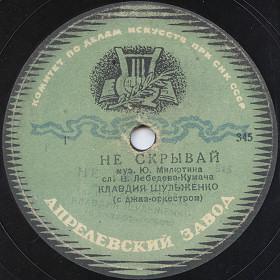 КОМИТЕТ ПО ДЕЛАМ ИСКУССТВ ПРИ СНК СССР
1
345
НЕ СКРЫВАЙ
муз. Ю. Милютина
сл. В. Лебедева-Кумача
КЛАВДИЯ ШУЛЬЖЕНКО
(с джаз-оркестром)
АПРЕЛЕВСКИЙ ЗАВОД